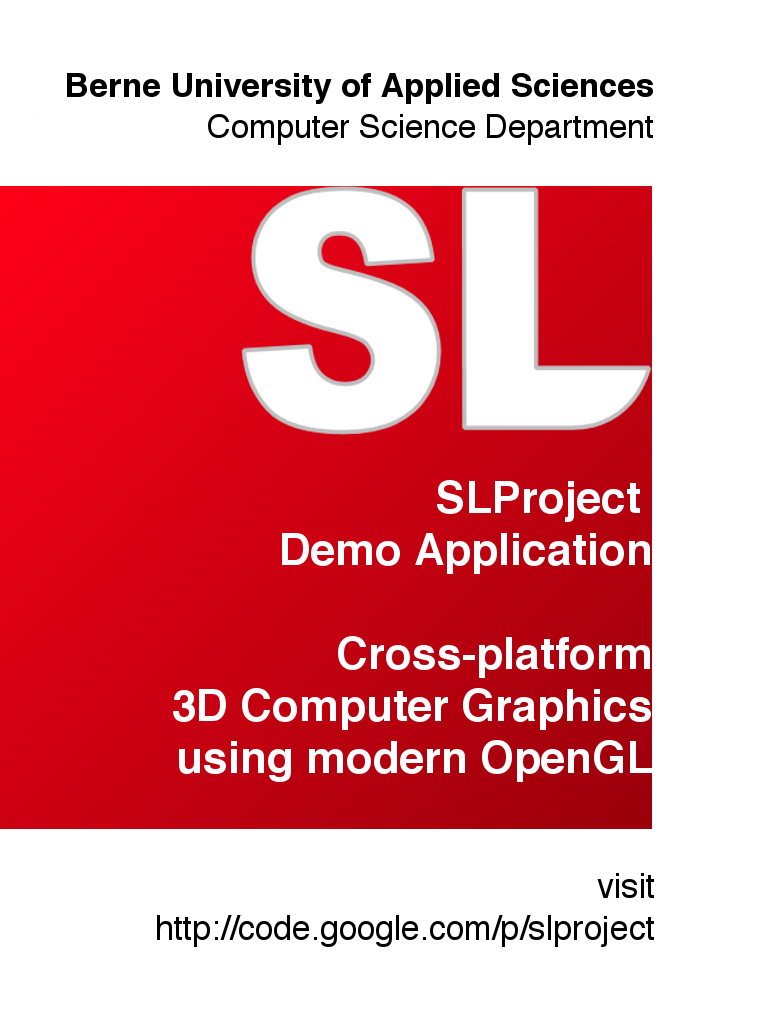 Berne University of Applied Sciences
Computer Science Department
SL
SLProject
Demo Application
Cross-platform
3D Computer Graphics
using modern OpenGL
visit
http://code.google.com/p/slproject